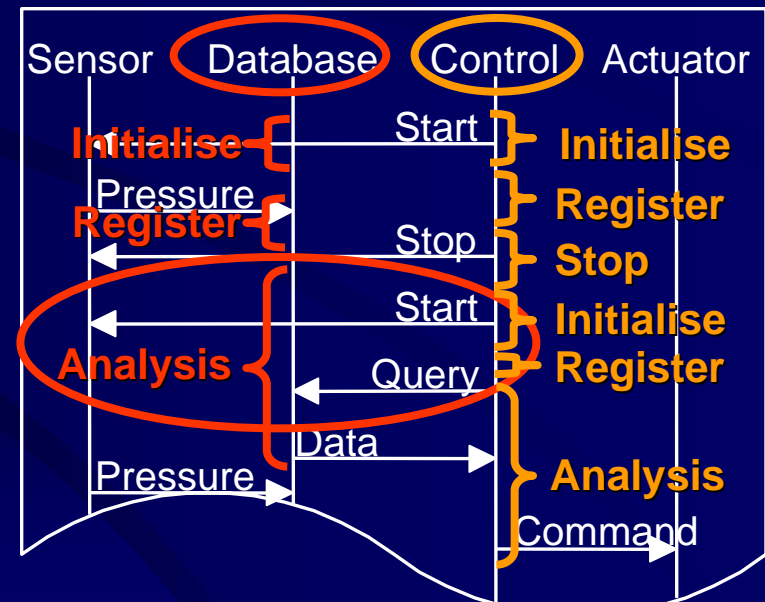 Sensor Database Control Actuator
Start
Initialise Initialise
Pressure
Register Register
Stop
Stop
Start
Initialise
Analysis Register
Query
Data
Pressure Analysis
Command